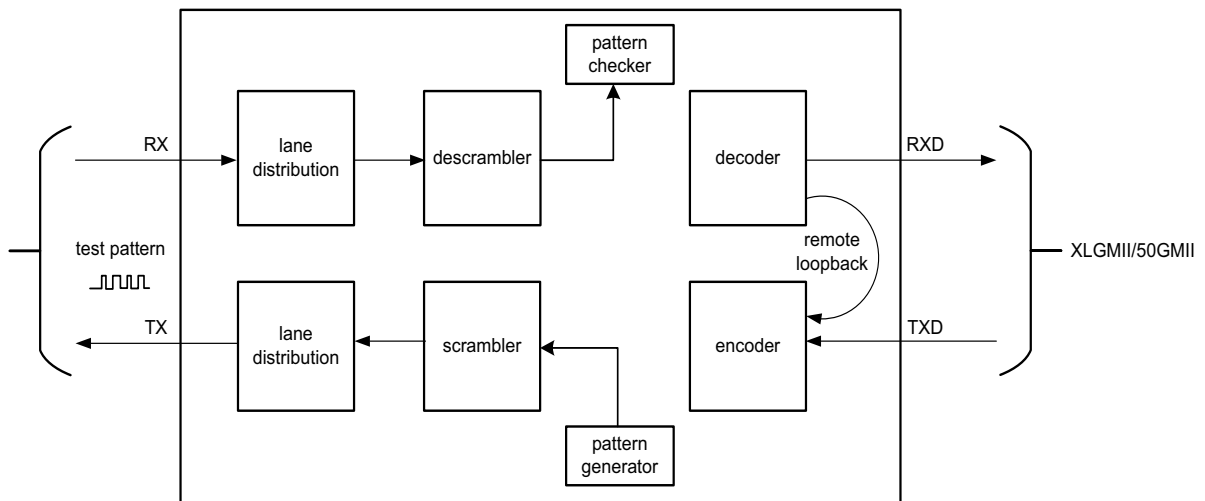 pattern
checker
RX
lane
distribution
descrambler
decoder
RXD
test pattern
remote
loopback
XLGMII/50GMII
TX
lane
distribution
scrambler
encoder
TXD
pattern
generator